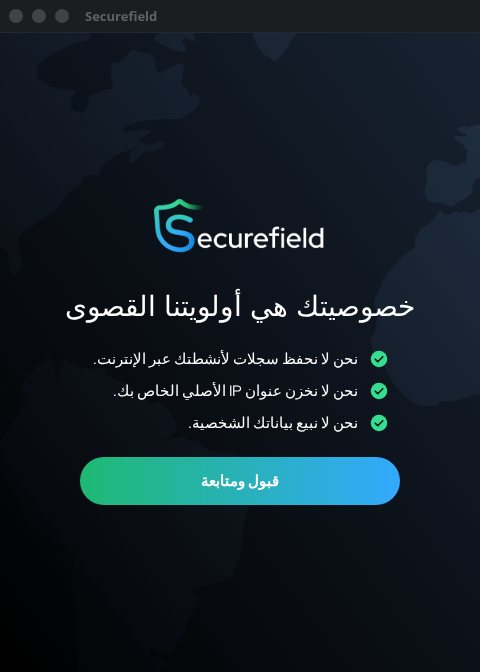 Securefield
Securefield
خصوصيتك هي أولويتنا القصوى
نحن لا نحفظ سجلات لأنشطتك عبر الإنترنت.
نحن لا نخزن عنوان IP الأصلي الخاص بك.
نحن لا نبيع بياناتك الشخصية.
قبول ومتابعة